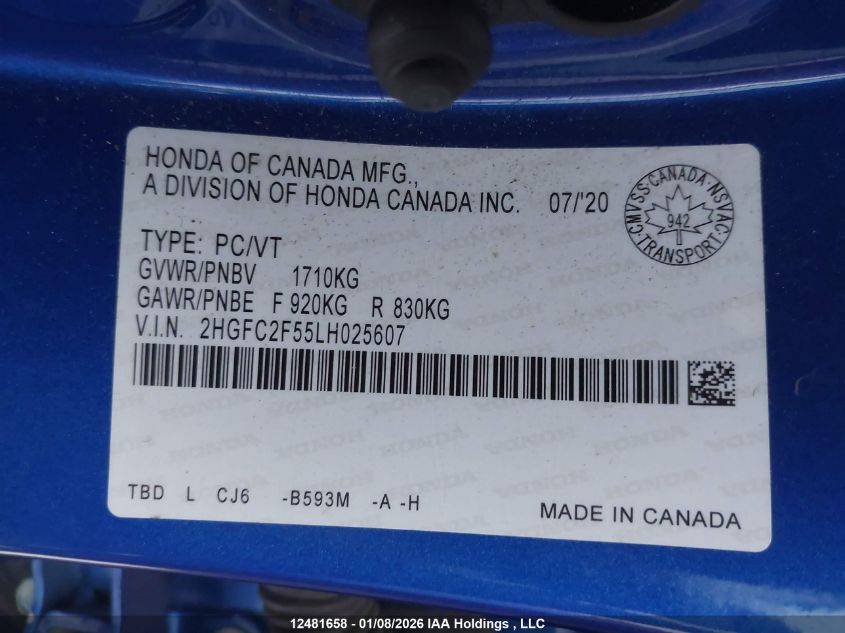 HONDA OF CANADA MFG.,
A DIVISION OF HONDA CANADA INC. 07/'20
CMVSS·CANADA·NSVAC·TRANSPORT·
942
TYPE: PC/VT
GVWR/PNBV 1710KG
GAWR/PNBE F 920KG R 830KG
V.I.N. 2HGFC2F55LH025607
TBD L CJ6 -B593M -A -H
MADE IN CANADA
12481658 - 01/08/2026 IAA Holdings , LLC